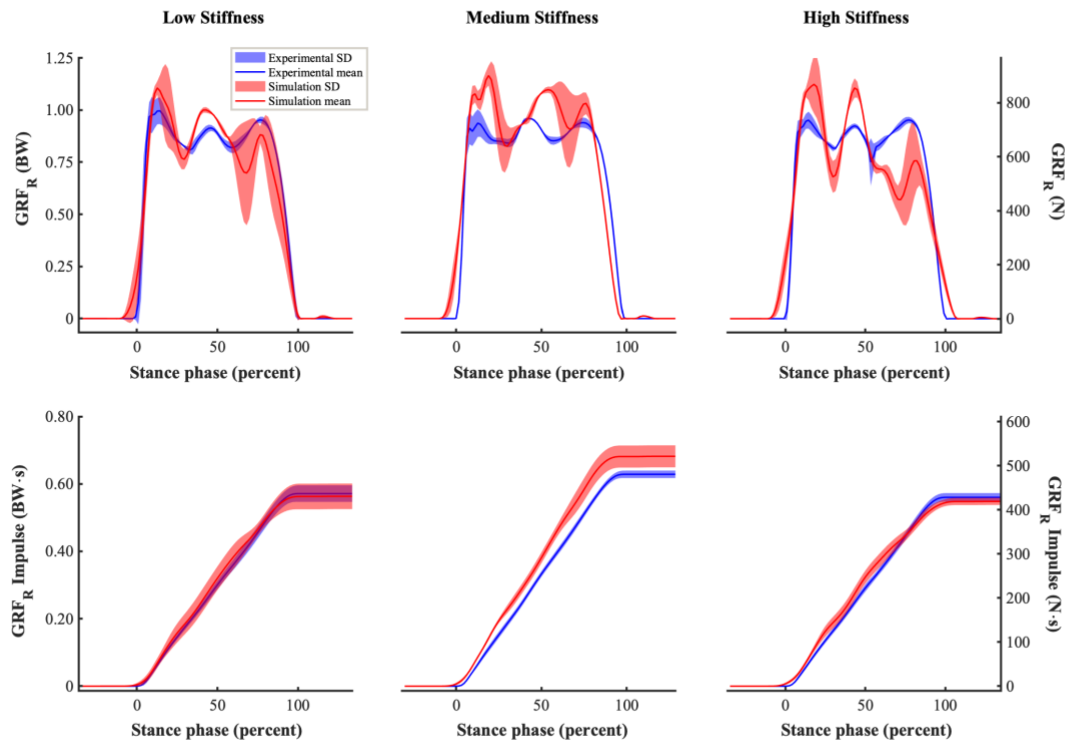 Low Stiffness
Medium Stiffness
High Stiffness
Experimental SD
Experimental mean
Simulation SD
Simulation mean
GRF_R (BW)
1.25
1.00
0.75
0.50
0.25
0
0 50 100
Stance phase (percent)
0 50 100
Stance phase (percent)
0 50 100
Stance phase (percent)
800
600
400
200
0
GRF_R (N)
GRF_R Impulse (BW·s)
0.80
0.60
0.40
0.20
0
0 50 100
Stance phase (percent)
0 50 100
Stance phase (percent)
0 50 100
Stance phase (percent)
600
500
400
300
200
100
0
GRF_R Impulse (N·s)